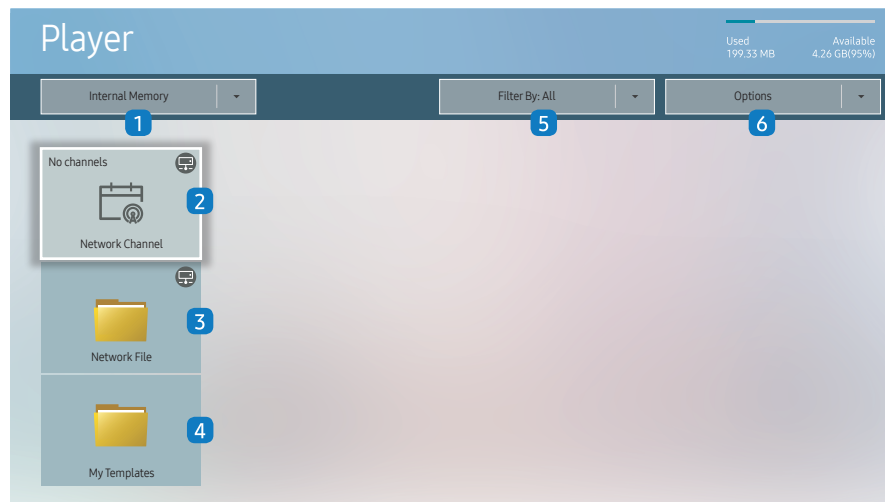 Player
Used Available
199.33 MB 4.26 GB(95%)
Internal Memory
Filter By: All
Options
1
5
6
No channels
2
Network Channel
3
Network File
4
My Templates